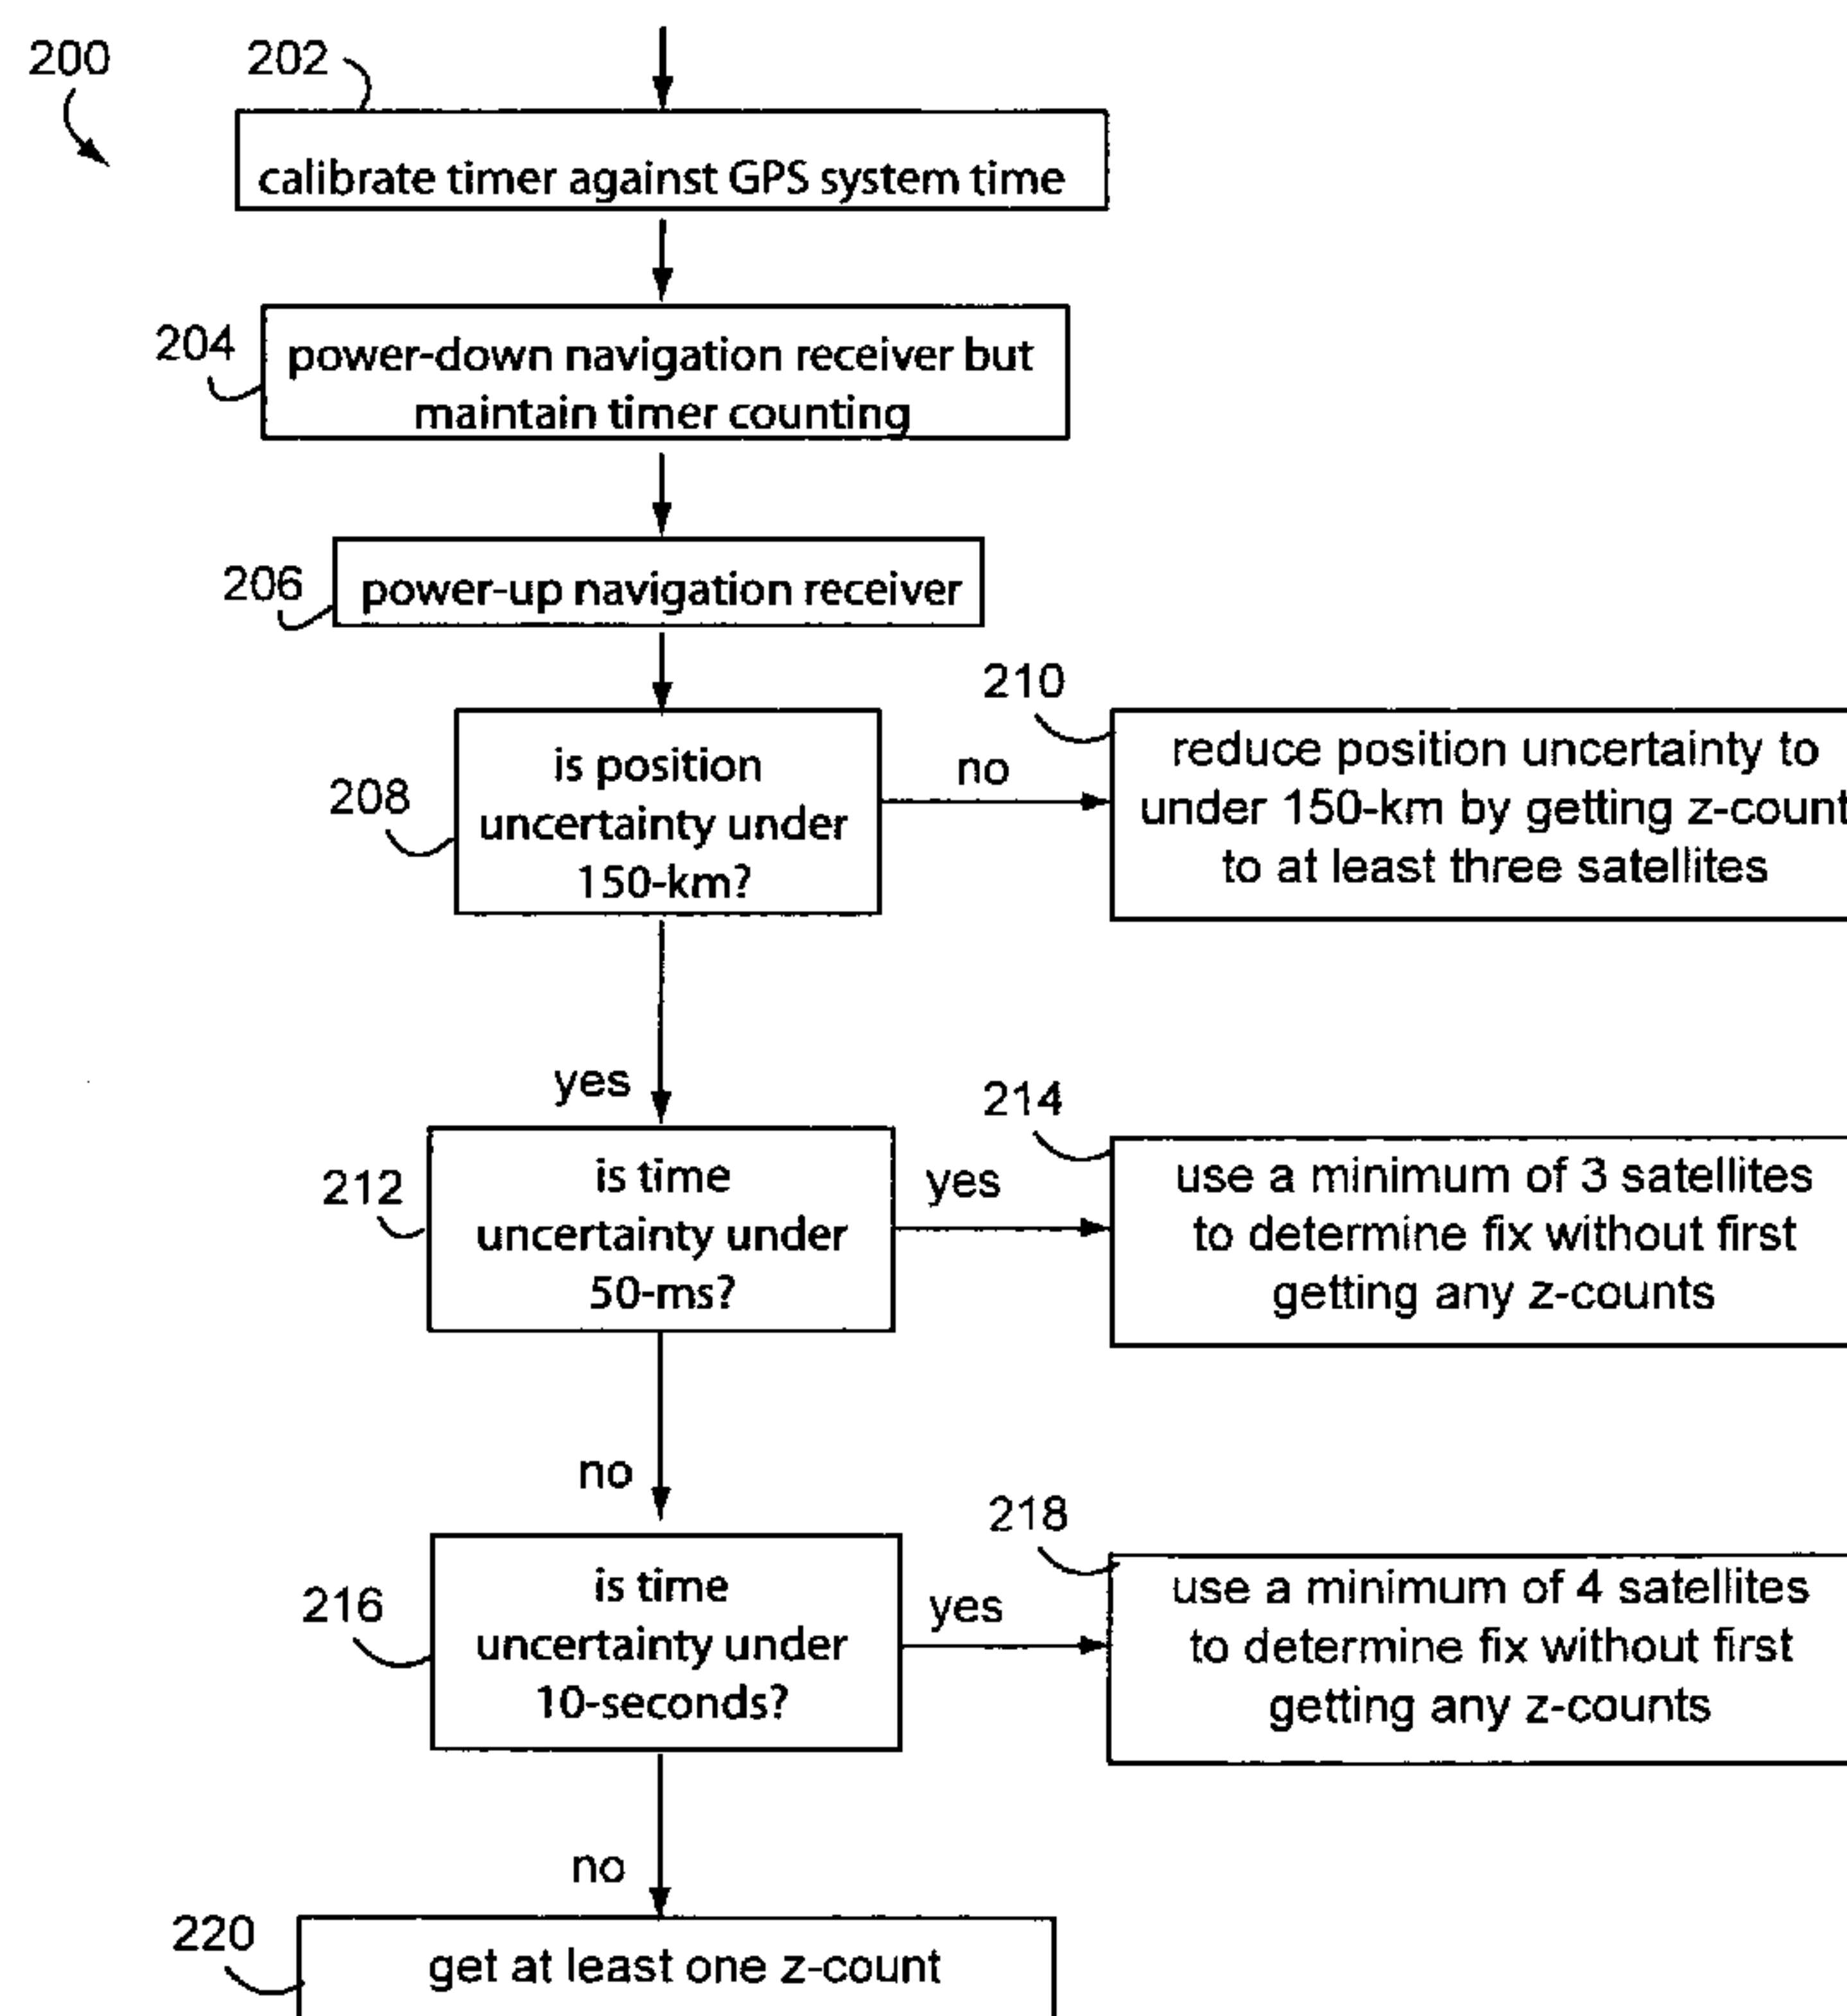 200
202
calibrate timer against GPS system time
204
power-down navigation receiver but
maintain timer counting
206
power-up navigation receiver
208
is position
uncertainty under
150-km?
no
210
reduce position uncertainty to
under 150-km by getting z-count
to at least three satellites
yes
212
is time
uncertainty under
50-ms?
yes
214
use a minimum of 3 satellites
to determine fix without first
getting any z-counts
no
216
is time
uncertainty under
10-seconds?
yes
218
use a minimum of 4 satellites
to determine fix without first
getting any z-counts
no
220
get at least one z-count